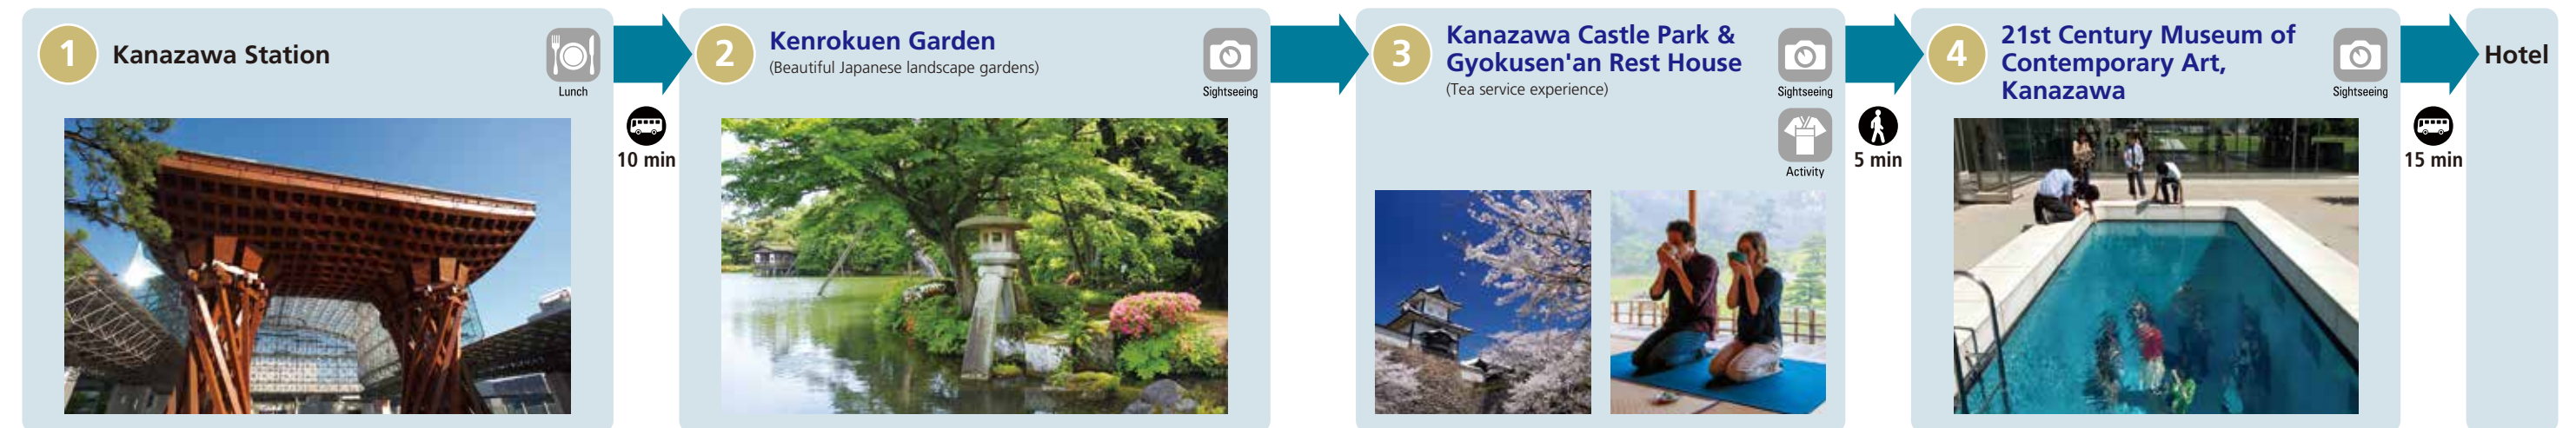 1
Kanazawa Station
Lunch
10 min
2
Kenrokuen Garden
(Beautiful Japanese landscape gardens)
Sightseeing
3
Kanazawa Castle Park &
Gyokusen'an Rest House
(Tea service experience)
Sightseeing
Activity
5 min
4
21st Century Museum of
Contemporary Art,
Kanazawa
Sightseeing
15 min
Hotel